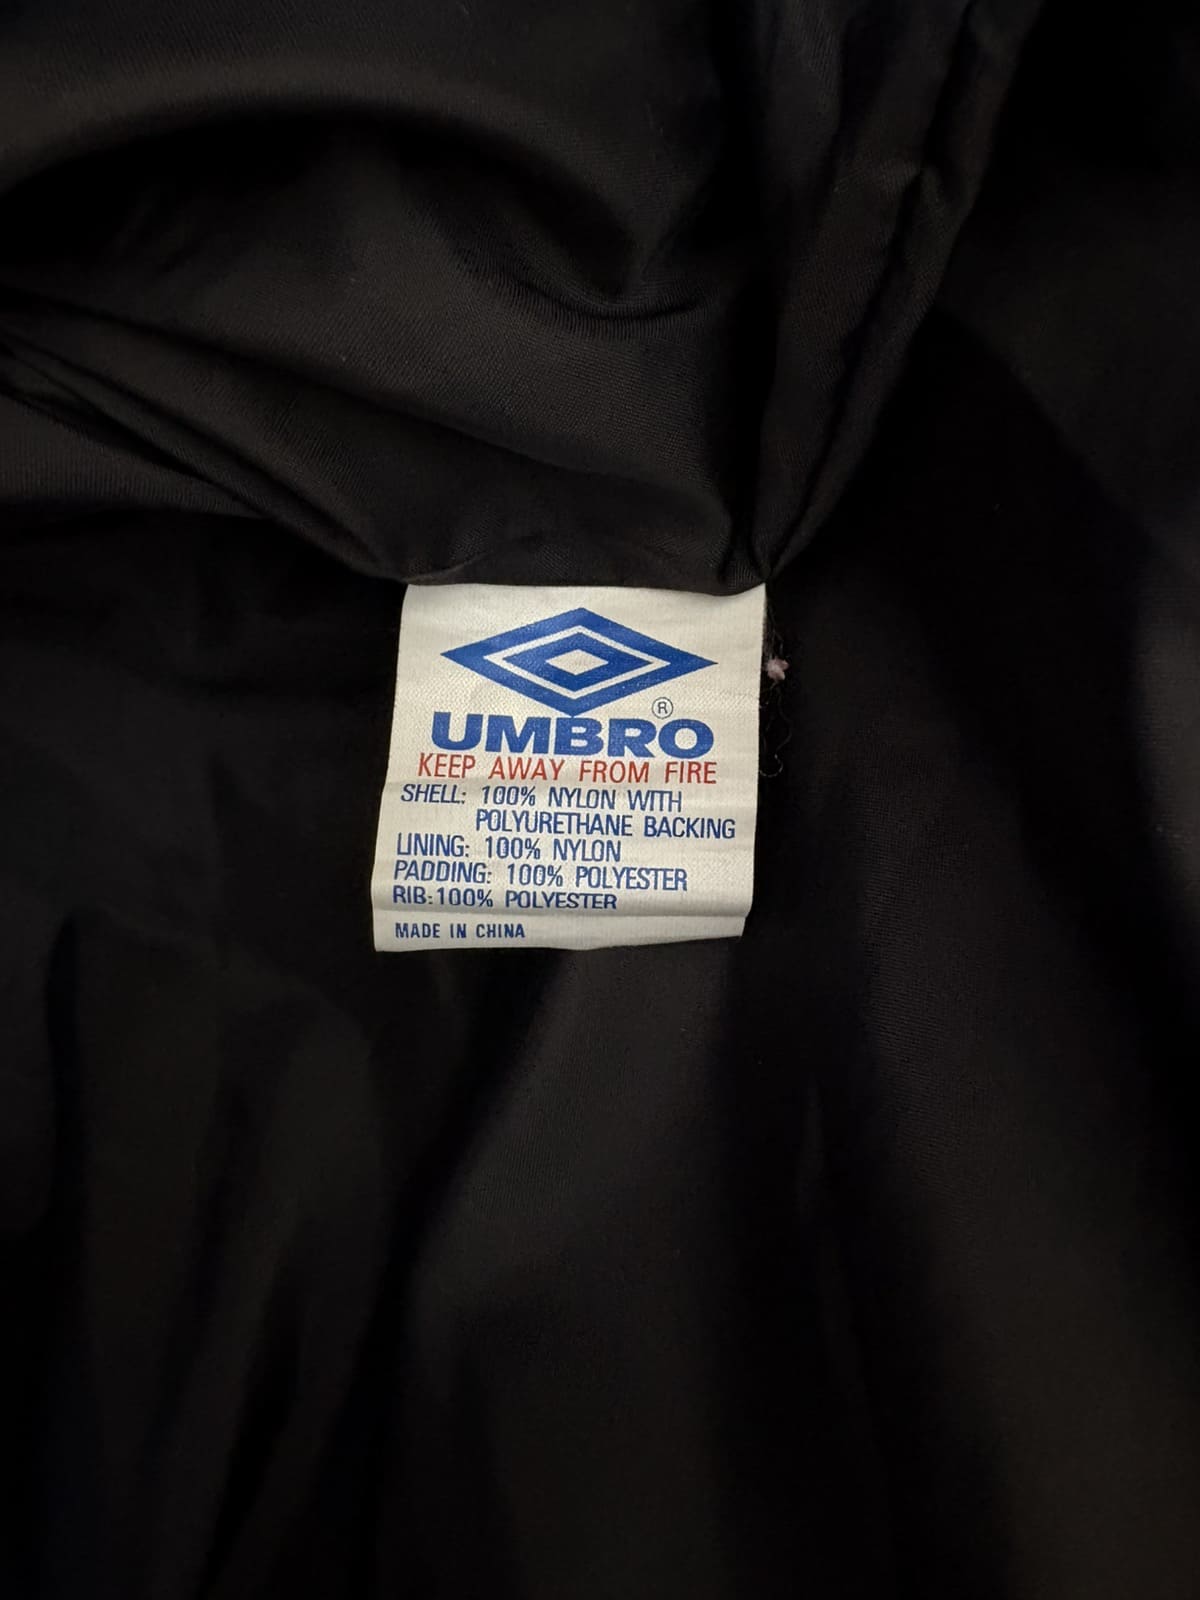 UMBRO ®
KEEP AWAY FROM FIRE
SHELL: 100% NYLON WITH
POLYURETHANE BACKING
LINING: 100% NYLON
PADDING: 100% POLYESTER
RIB:100% POLYESTER
MADE IN CHINA